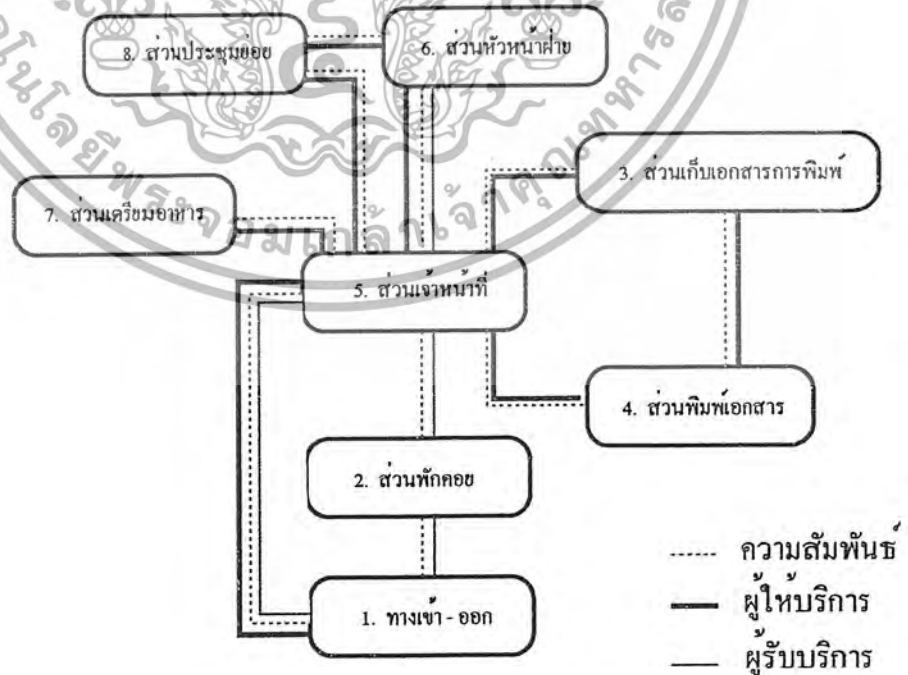 8. ส่วนประชุมย่อย
6. ส่วนหัวหน้าฝ่าย
3. ส่วนเก็บเอกสารการพิมพ์
7. ส่วนเตรียมอาหาร
5. ส่วนเจ้าหน้าที่
4. ส่วนพิมพ์เอกสาร
2. ส่วนพักคอย
1. ทางเข้า - ออก
ความสัมพันธ์
ผู้ให้บริการ
ผู้รับบริการ